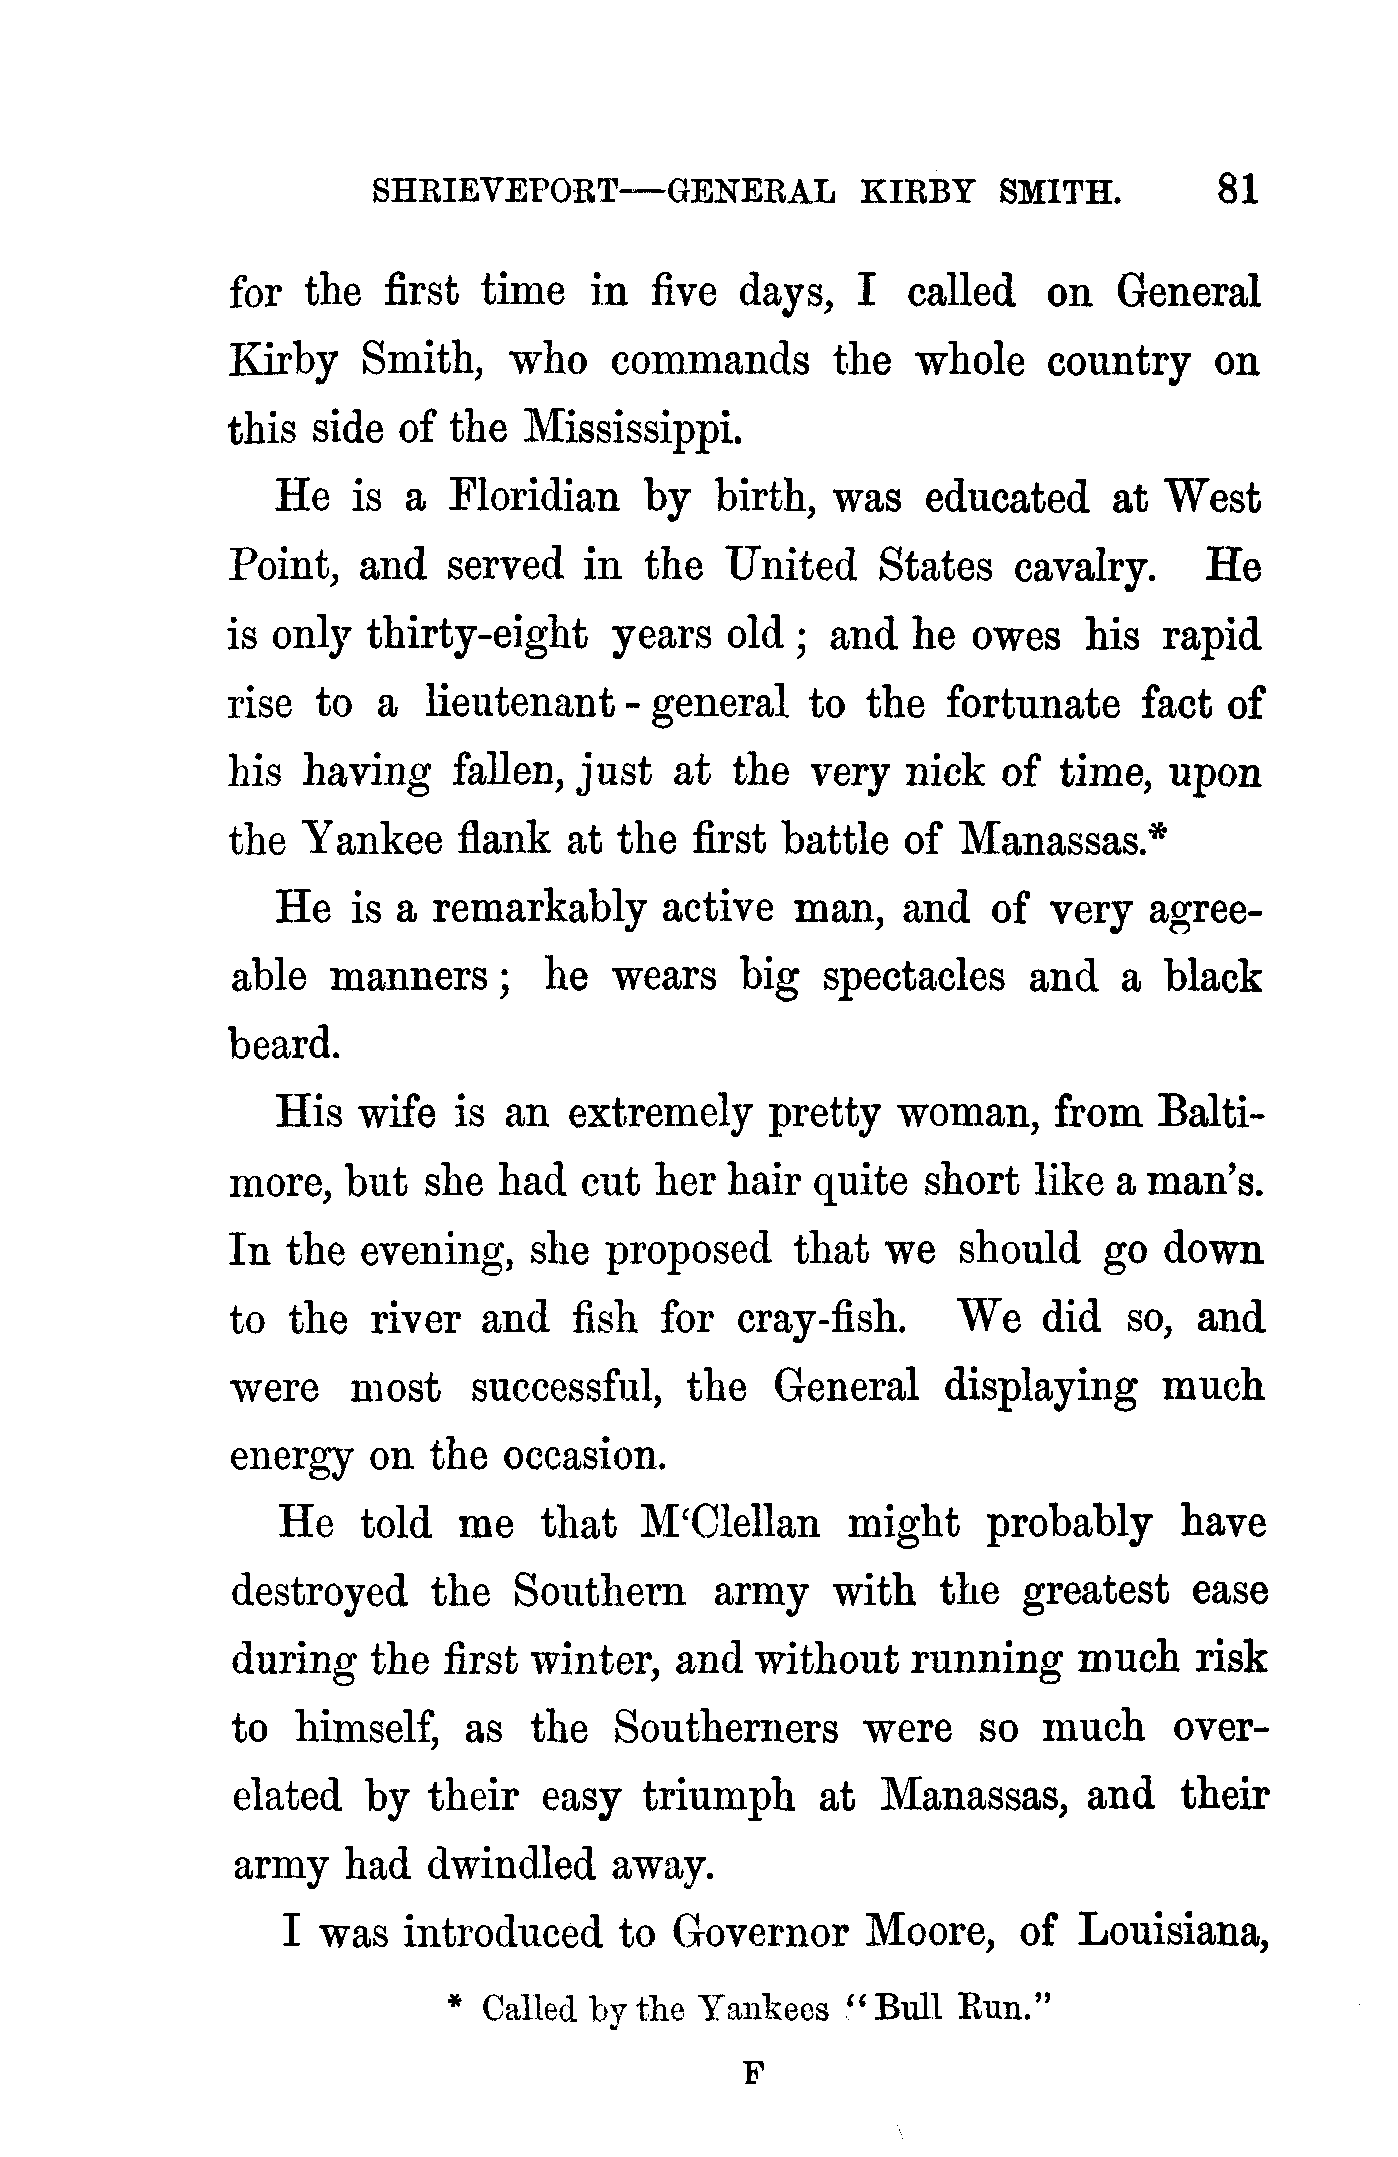 SHRIEVEPORT—GENERAL KIRBY SMITH. 81
for the first time in five days, I called on General
Kirby Smith, who commands the whole country on
this side of the Mississippi.
He is a Floridian by birth, was educated at West
Point, and served in the United States cavalry. He
is only thirty-eight years old ; and he owes his rapid
rise to a lieutenant-general to the fortunate fact of
his having fallen, just at the very nick of time, upon
the Yankee flank at the first battle of Manassas.*
He is a remarkably active man, and of very agree-
able manners ; he wears big spectacles and a black
beard.
His wife is an extremely pretty woman, from Balti-
more, but she had cut her hair quite short like a man's.
In the evening, she proposed that we should go down
to the river and fish for cray-fish. We did so, and
were most successful, the General displaying much
energy on the occasion.
He told me that M‘Clellan might probably have
destroyed the Southern army with the greatest ease
during the first winter, and without running much risk
to himself, as the Southerners were so much over-
elated by their easy triumph at Manassas, and their
army had dwindled away.
I was introduced to Governor Moore, of Louisiana,
* Called by the Yankees “Bull Run.”
F